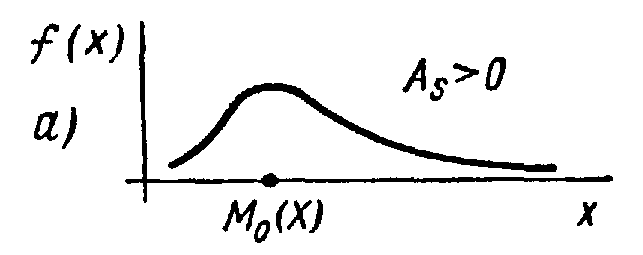 f(x)
A_s>0
a)
M_0(X)
x